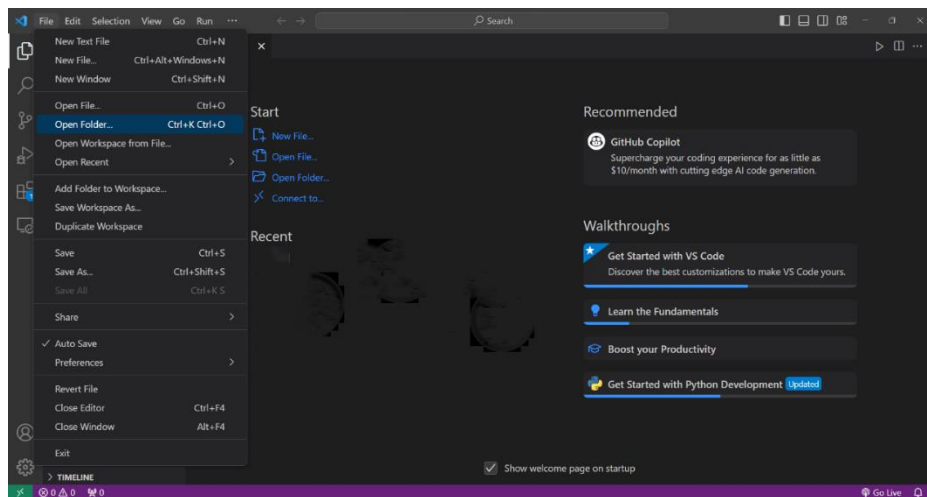 File Edit Selection View Go Run ...
Search
New Text File Ctrl+N
New File... Ctrl+Alt+Windows+N
New Window Ctrl+Shift+N
Open File... Ctrl+O
Open Folder... Ctrl+K Ctrl+O
Open Workspace from File...
Open Recent
Add Folder to Workspace...
Save Workspace As...
Duplicate Workspace
Save Ctrl+S
Save As... Ctrl+Shift+S
Save All Ctrl+K S
Share
Auto Save
Preferences
Revert File
Close Editor Ctrl+F4
Close Window Alt+F4
Exit
TIMELINE
Start
New File...
Open File...
Open Folder...
Connect to...
Recent
Recommended
GitHub Copilot
Supercharge your coding experience for as little as
$10/month with cutting edge AI code generation.
Walkthroughs
Get Started with VS Code
Discover the best customizations to make VS Code yours.
Learn the Fundamentals
Boost your Productivity
Get Started with Python Development Updated
Show welcome page on startup
0 0 0
Go Live